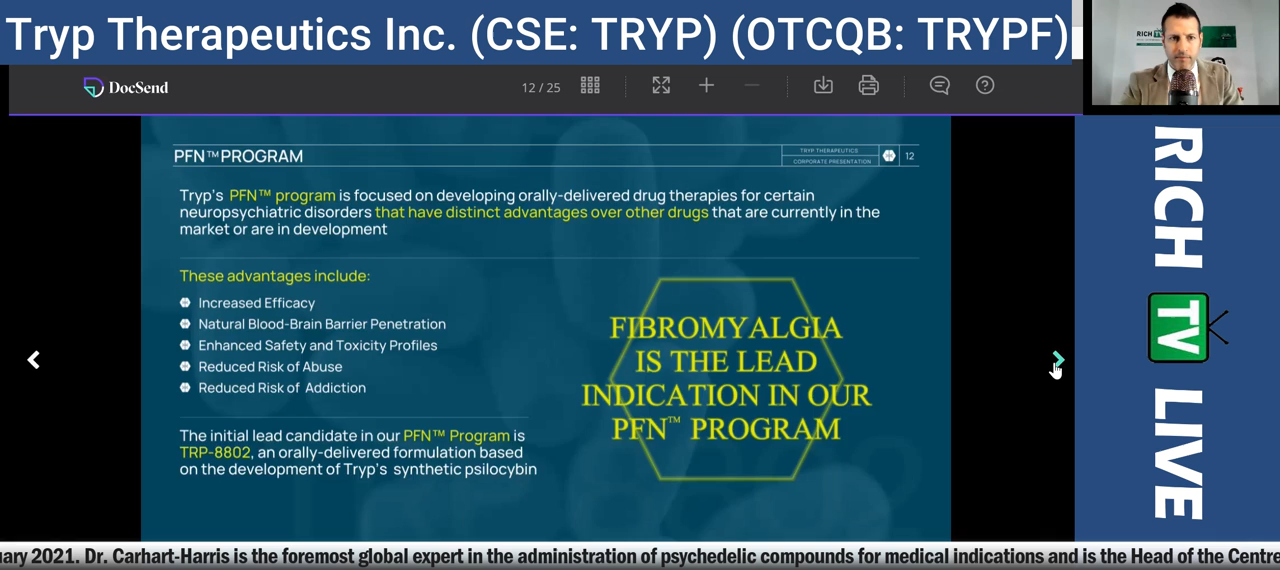 Tryp Therapeutics Inc. (CSE: TRYP) (OTCQB: TRYPF)
RICH TV
DocSend
12 / 25
PFN™ PROGRAM
TRYP THERAPEUTICS
CORPORATE PRESENTATION
12
Tryp's PFN™ program is focused on developing orally-delivered drug therapies for certain
neuropsychiatric disorders that have distinct advantages over other drugs that are currently in the
market or are in development
These advantages include:
Increased Efficacy
Natural Blood-Brain Barrier Penetration
Enhanced Safety and Toxicity Profiles
Reduced Risk of Abuse
Reduced Risk of Addiction
The initial lead candidate in our PFN™ Program is
TRP-8802, an orally-delivered formulation based
on the development of Tryp's synthetic psilocybin
FIBROMYALGIA
IS THE LEAD
INDICATION IN OUR
PFN™ PROGRAM
RICH TV LIVE
uary 2021. Dr. Carhart-Harris is the foremost global expert in the administration of psychedelic compounds for medical indications and is the Head of the Centre